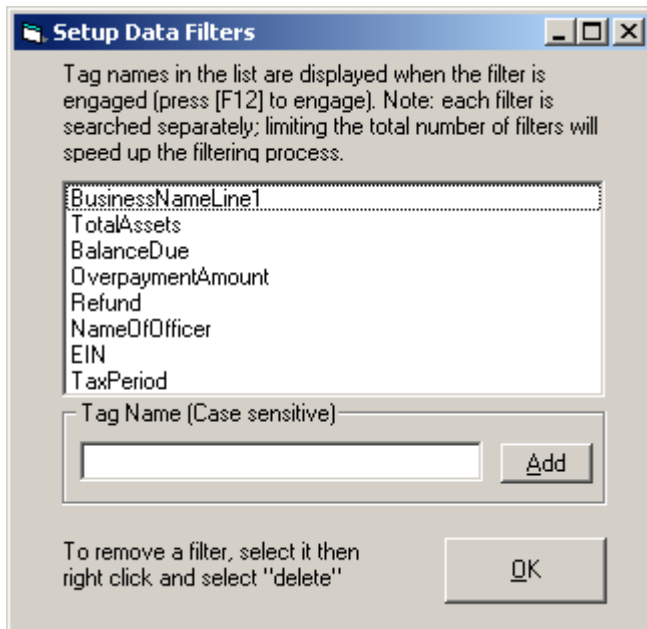 Setup Data Filters
Tag names in the list are displayed when the filter is
engaged (press [F12] to engage). Note: each filter is
searched separately; limiting the total number of filters will
speed up the filtering process.
BusinessNameLine1
TotalAssets
BalanceDue
OverpaymentAmount
Refund
NameOfOfficer
EIN
TaxPeriod
Tag Name (Case sensitive)
Add
To remove a filter, select it then
right click and select "delete"
OK